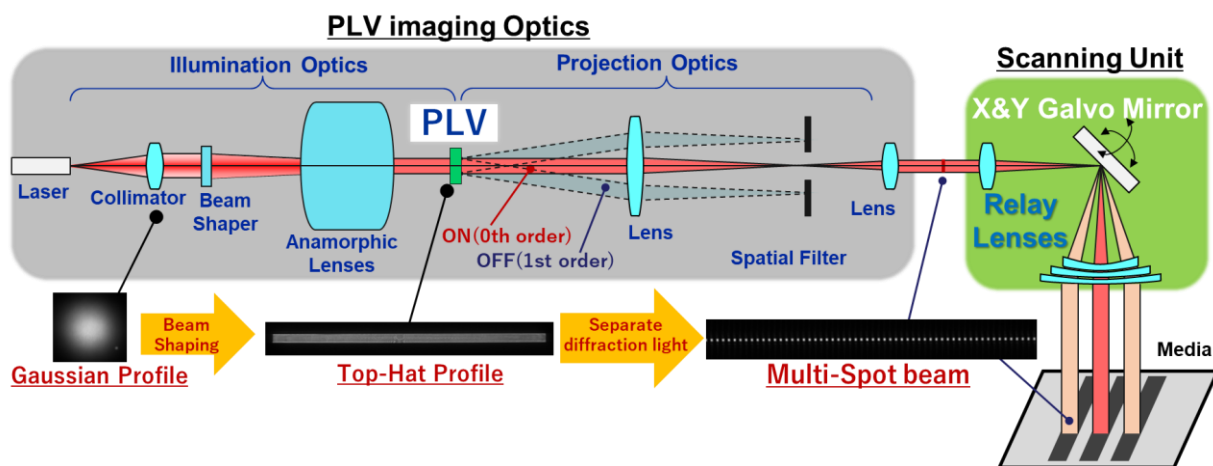 PLV imaging Optics
Illumination Optics
Projection Optics
Scanning Unit
PLV
X&Y Galvo Mirror
Laser
Collimator
Beam
Shaper
Anamorphic
Lenses
ON(0th order)
OFF(1st order)
Lens
Spatial Filter
Lens
Relay
Lenses
Beam
Shaping
Separate
diffraction light
Gaussian Profile
Top-Hat Profile
Multi-Spot beam
Media